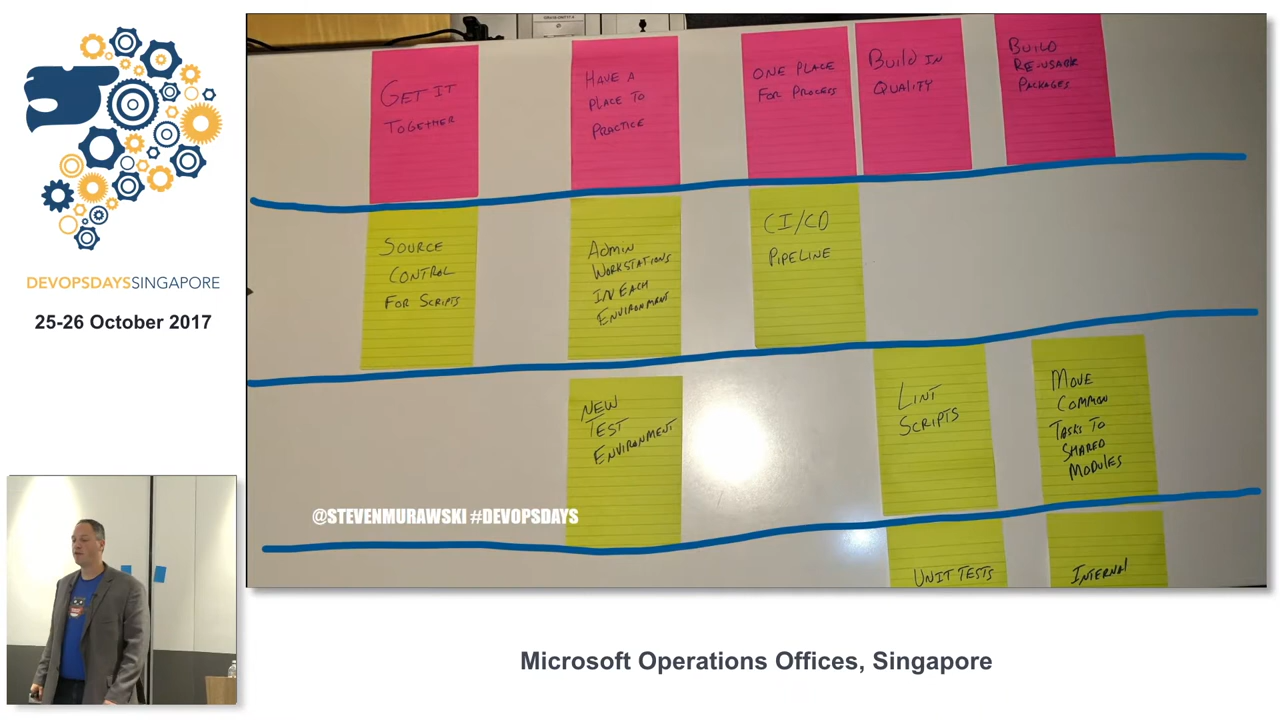 DEVOPSDAYSSINGAPORE
25-26 October 2017
GET IT
TOGETHER
HAVE A
PLACE TO
PRACTICE
ONE PLACE
FOR PROCESS
BUILD IN
QUALITY
BUILD
RE-USABLE
PACKAGES
SOURCE
CONTROL
FOR SCRIPTS
ADMIN
WORKSTATIONS
IN EACH
ENVIRONMENT
CI/CD
PIPELINE
NEW
TEST
ENVIRONMENT
LINT
SCRIPTS
MOVE
COMMON
TASKS TO
SHARED
MODULES
@STEVENMURAWSKI #DEVOPSDAYS
UNIT TESTS
INTERNAL
Microsoft Operations Offices, Singapore